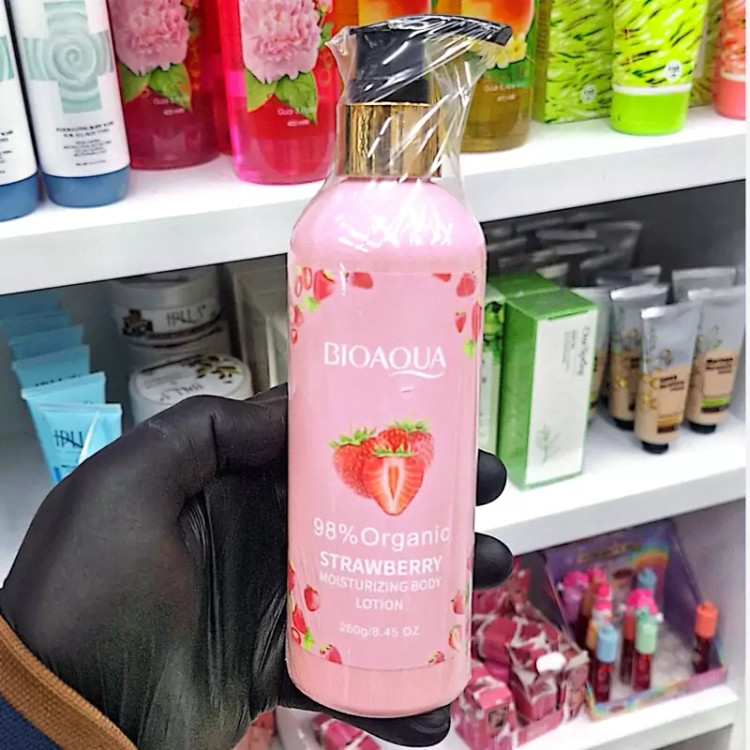 BIOAQUA
98%Organic
STRAWBERRY
MOISTURIZING BODY
LOTION
260g/8.45 OZ